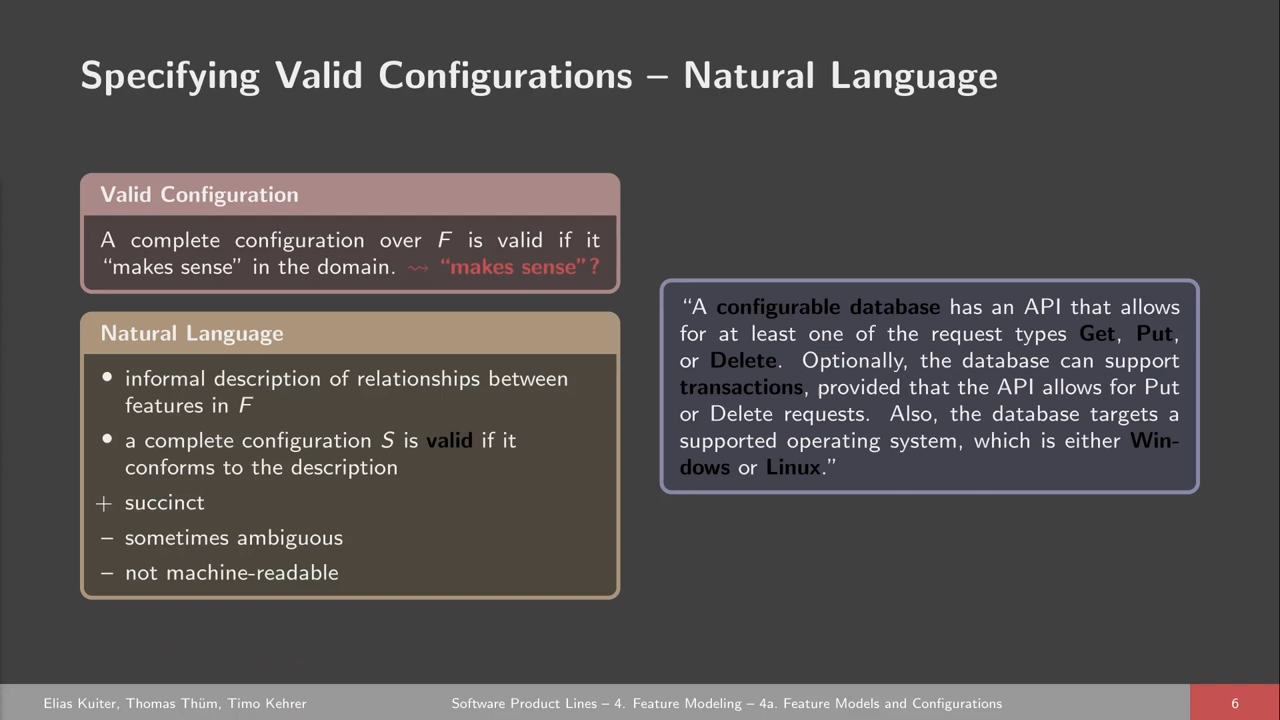 Specifying Valid Configurations – Natural Language
Valid Configuration
A complete configuration over F is valid if it
“makes sense” in the domain. ⇝ “makes sense”?
Natural Language
• informal description of relationships between
features in F
• a complete configuration S is valid if it
conforms to the description
+ succinct
– sometimes ambiguous
– not machine-readable
“A configurable database has an API that allows
for at least one of the request types Get, Put,
or Delete. Optionally, the database can support
transactions, provided that the API allows for Put
or Delete requests. Also, the database targets a
supported operating system, which is either Win-
dows or Linux.”
Elias Kuiter, Thomas Thüm, Timo Kehrer
Software Product Lines – 4. Feature Modeling – 4a. Feature Models and Configurations
6